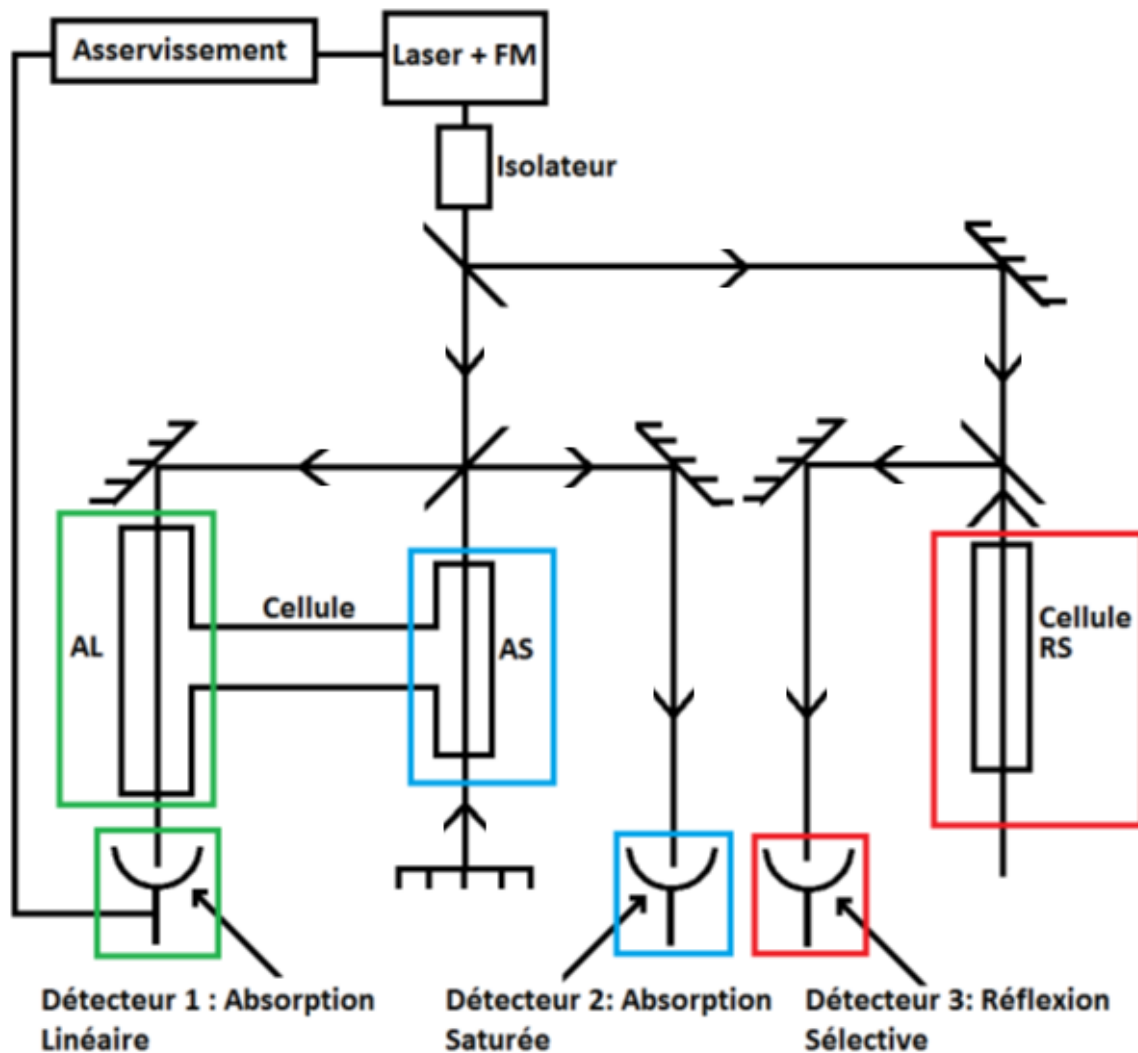 Asservissement
Laser + FM
Isolateur
Cellule
AL
AS
Cellule
RS
Détecteur 1 : Absorption
Linéaire
Détecteur 2: Absorption
Saturée
Détecteur 3: Réflexion
Sélective